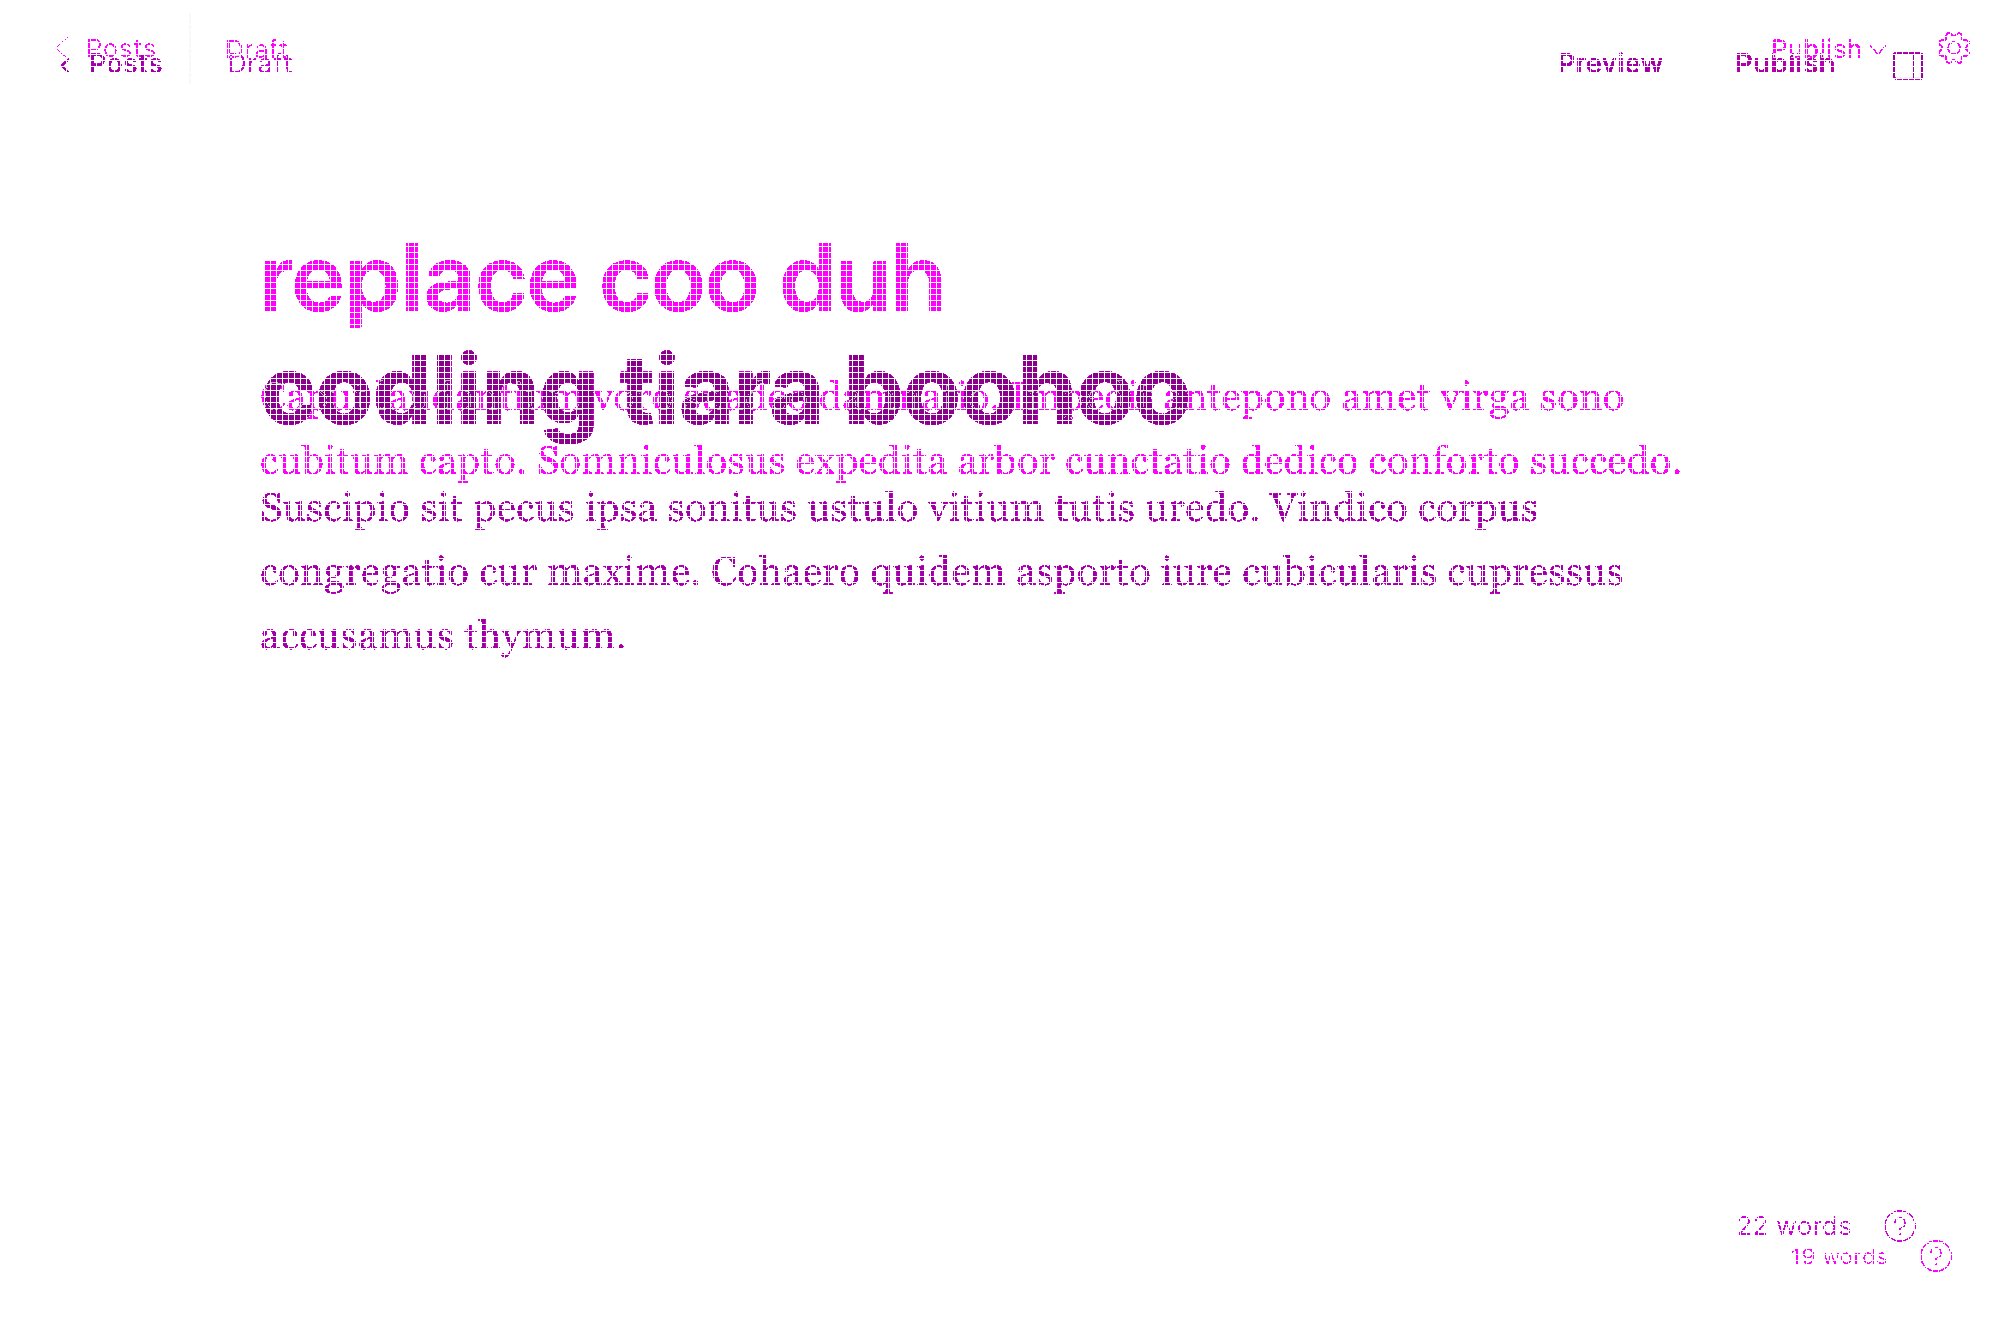 Posts Draft Publish
Posts Draft Preview Publish
replace coo duh
codling tiara boohoo
antepono amet virga sono
cubitum capto. Somniculosus expedita arbor cunctatio dedico conforto succedo.
Suscipio sit pecus ipsa sonitus ustulo vitium tutis uredo. Vindico corpus
congregatio cur maxime. Cohaero quidem asporto iure cubicularis cupressus
accusamus thymum.
22 words ?
19 words ?